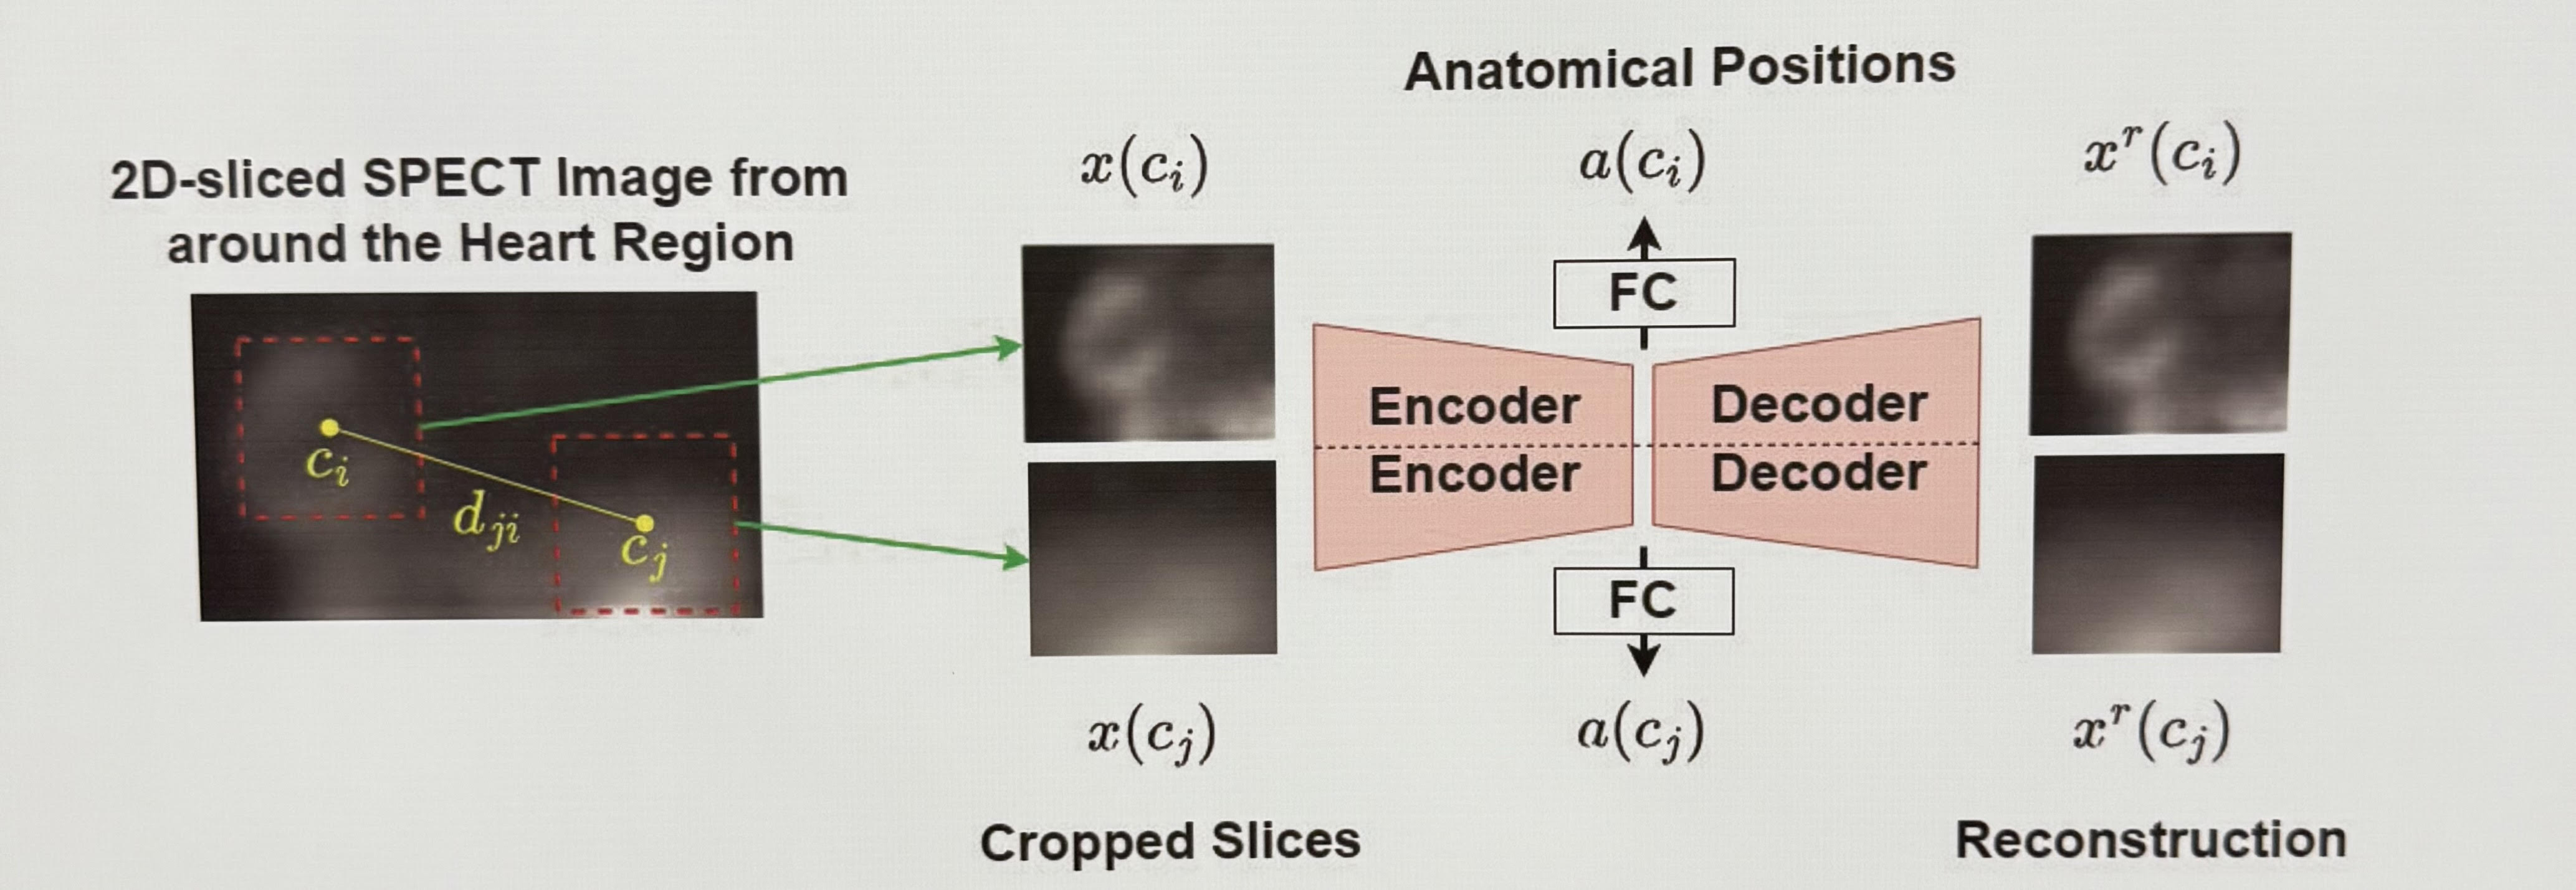 Anatomical Positions
2D-sliced SPECT Image from
around the Heart Region
x(c_i)
a(c_i)
x^r(c_i)
FC
c_i
d_{ji}
c_j
Encoder
Decoder
Encoder
Decoder
FC
x(c_j)
a(c_j)
x^r(c_j)
Cropped Slices
Reconstruction